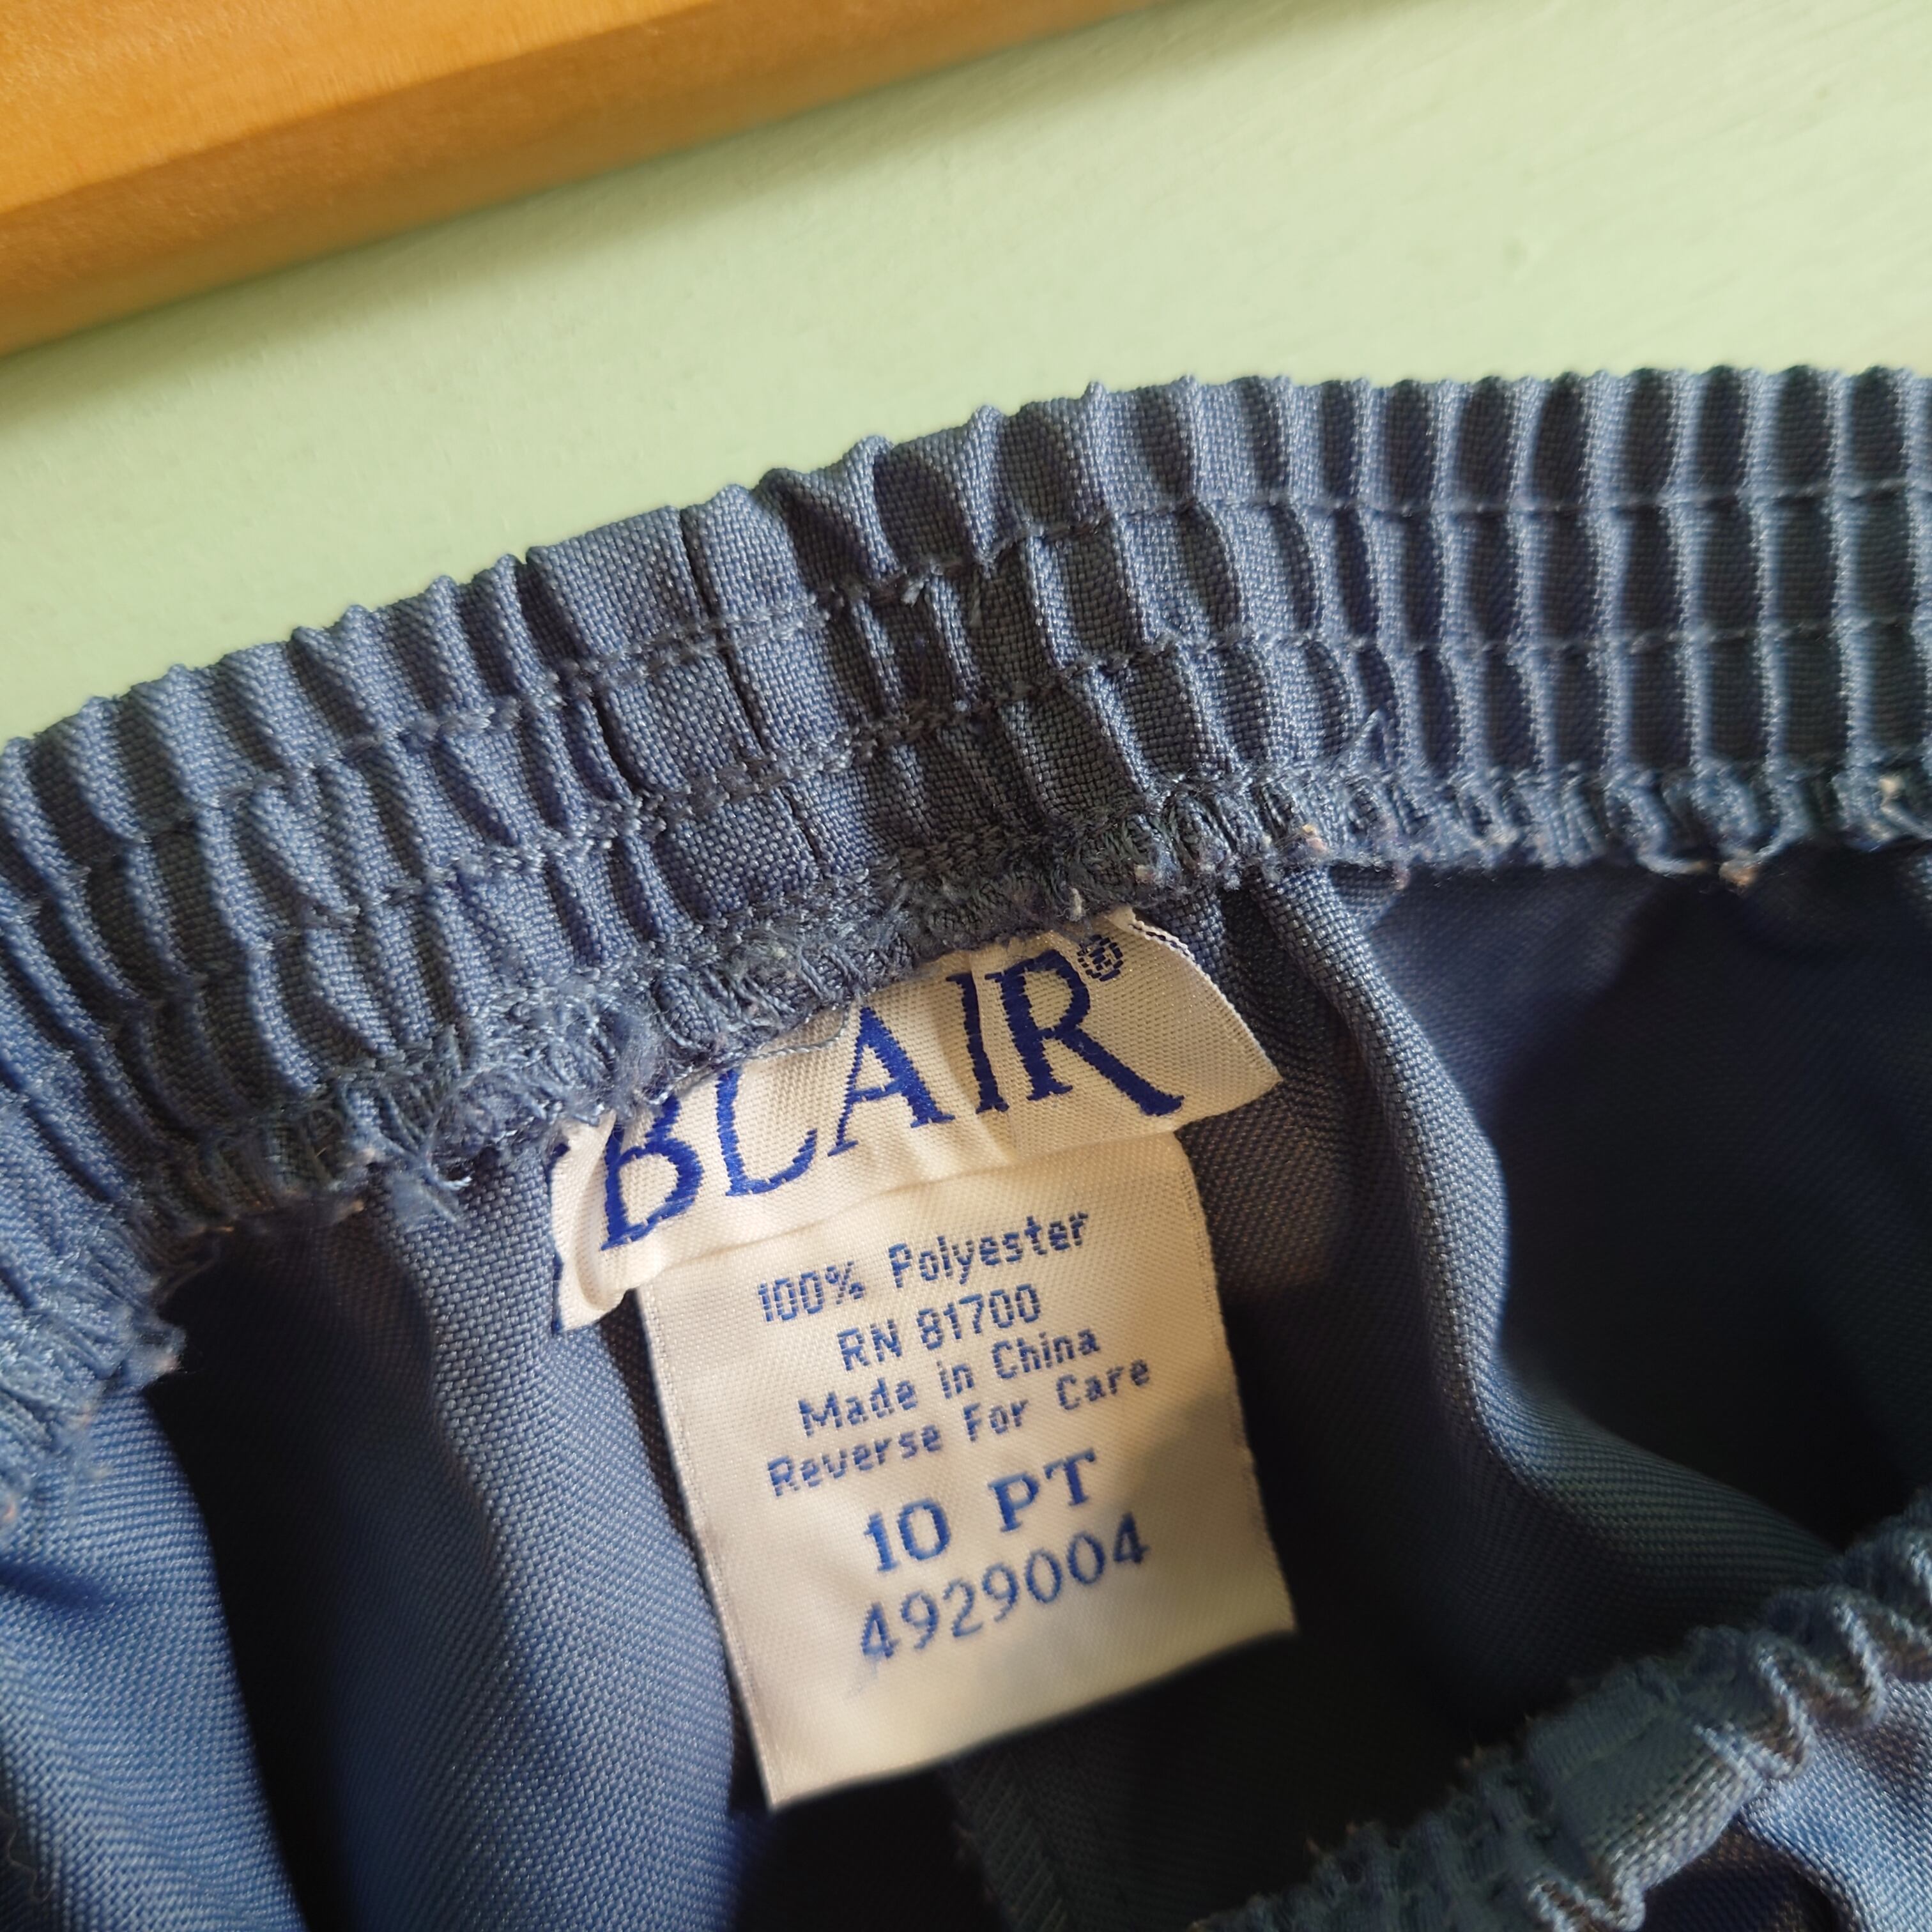 BLAIR®
100% Polyester
RN 81700
Made in China
Reverse For Care
10 PT
4929004